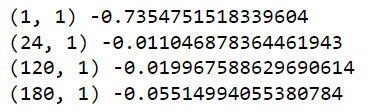 (1, 1) -0.7354751518339604
(24, 1) -0.011046878364461943
(120, 1) -0.019967588629690614
(180, 1) -0.05514994055380784